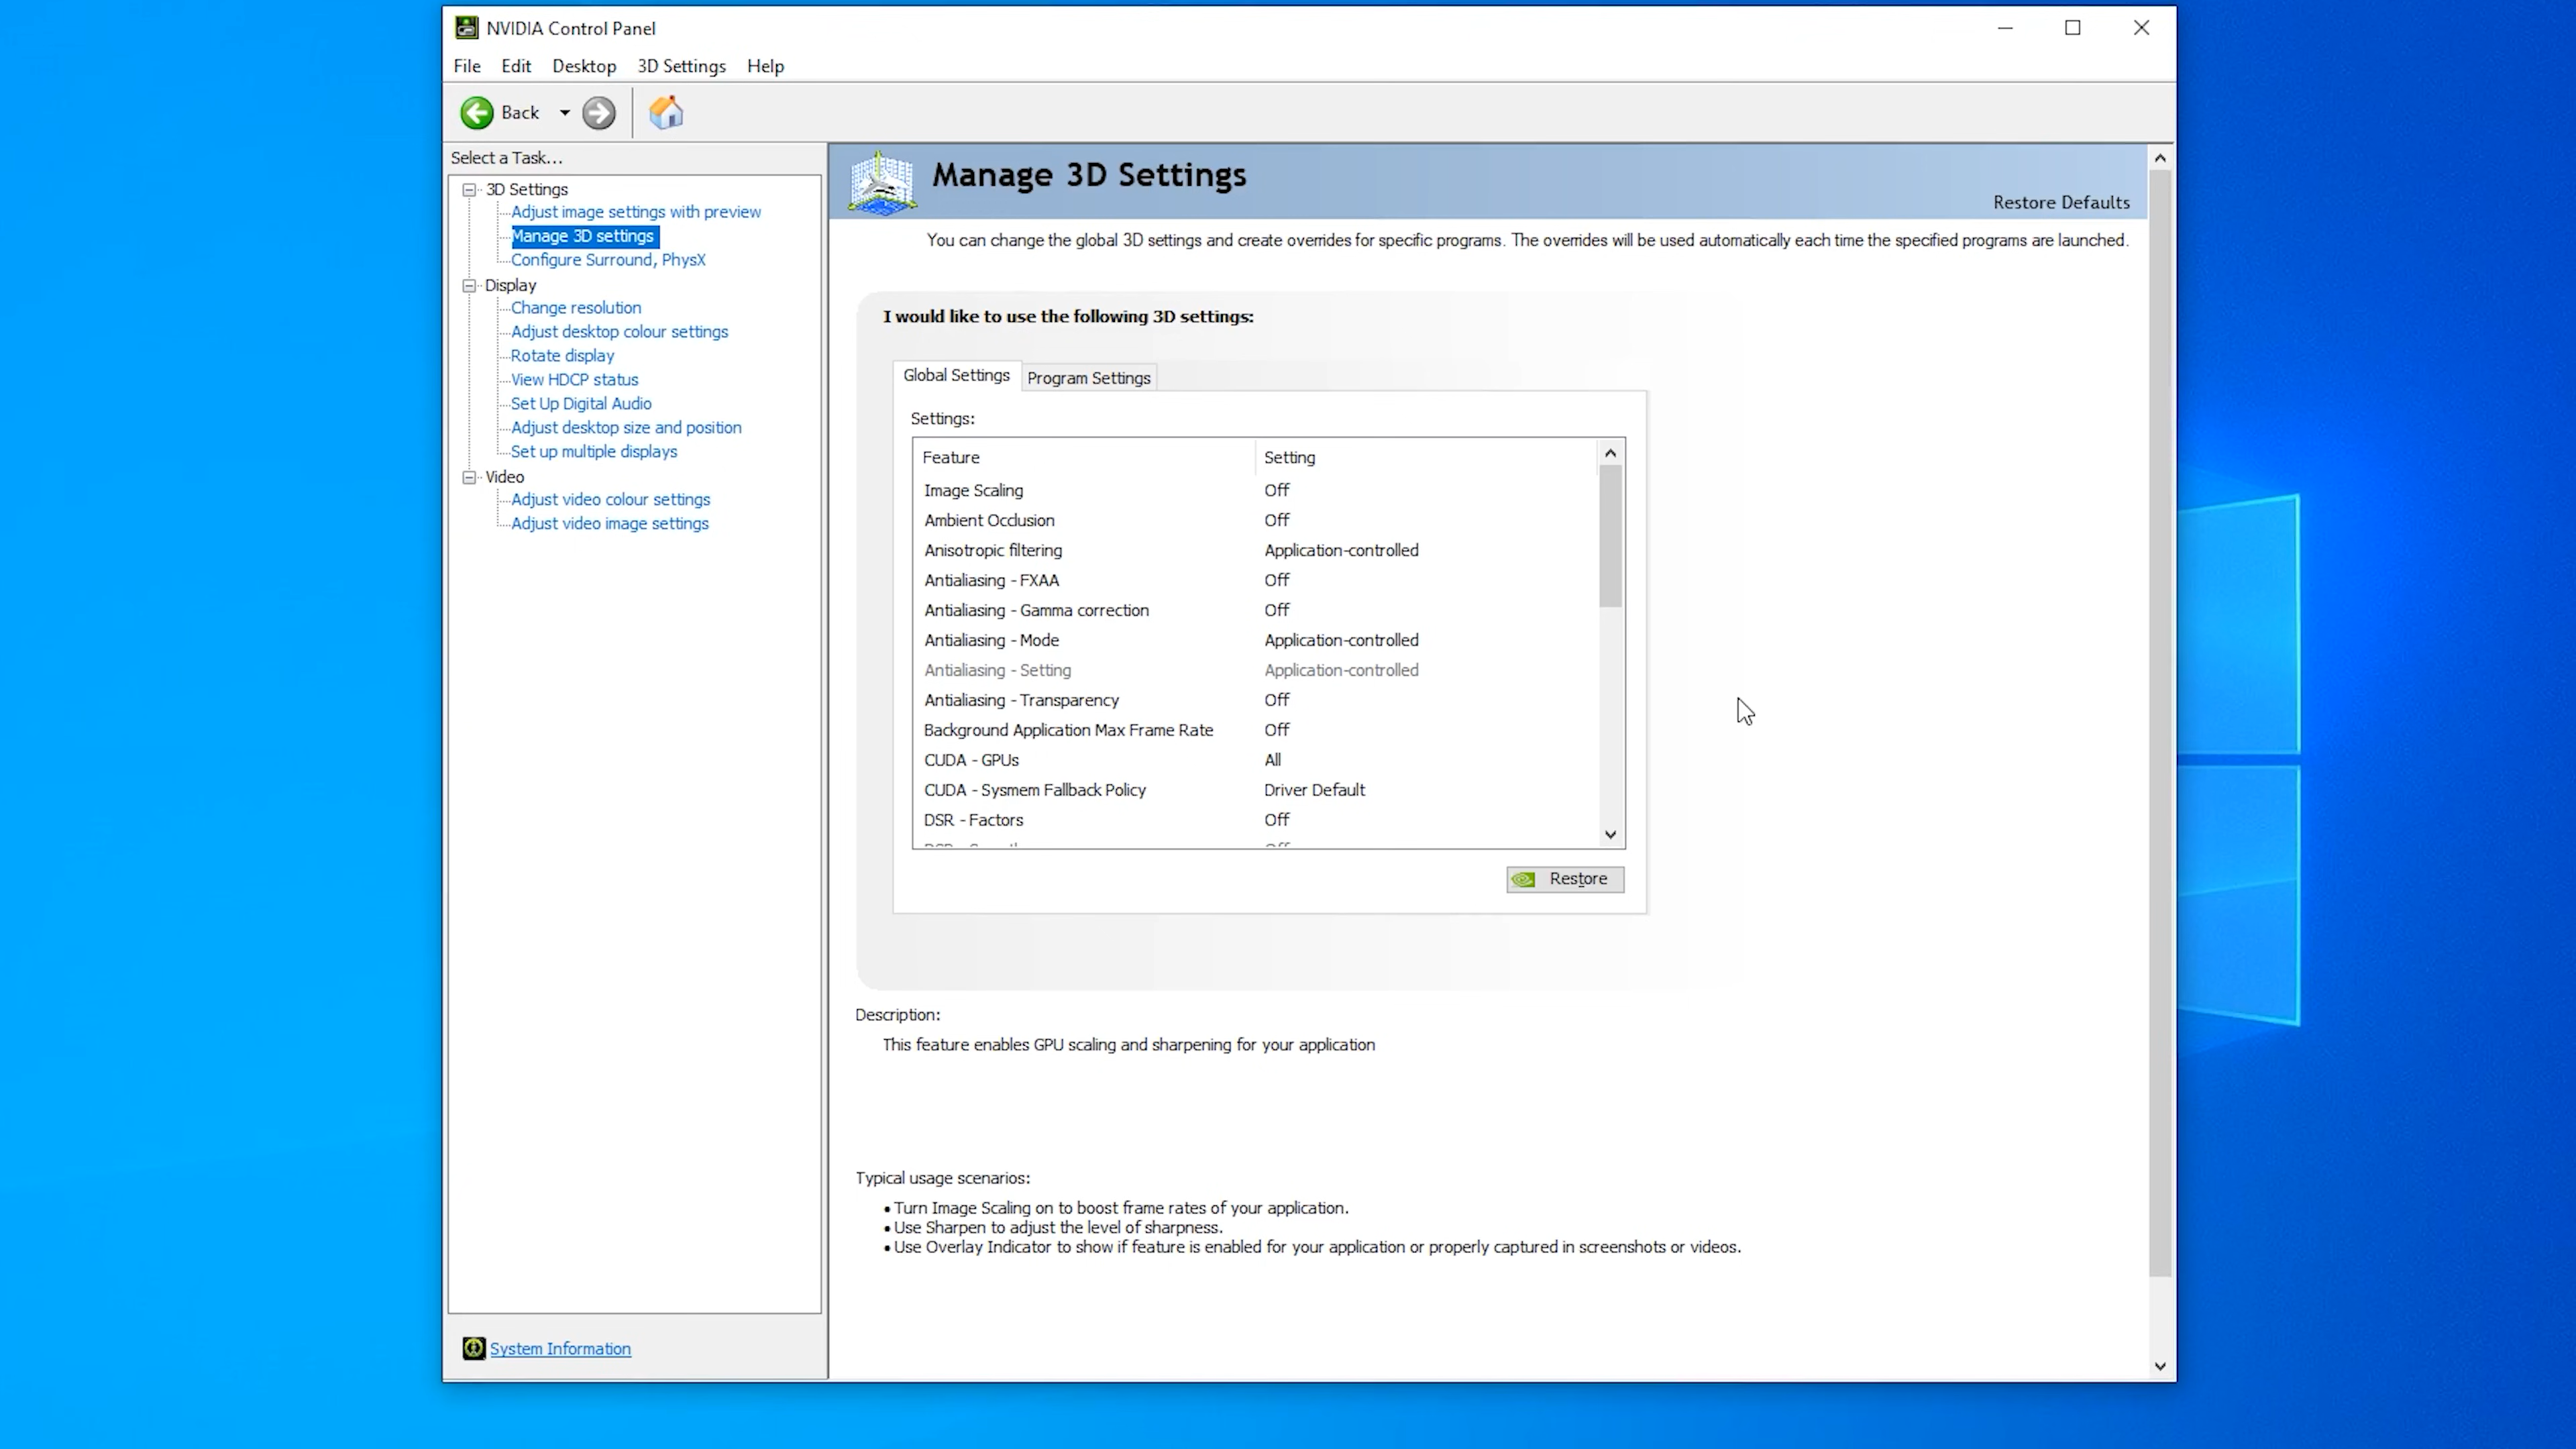 NVIDIA Control Panel
File Edit Desktop 3D Settings Help
Back
Select a Task...
3D Settings
Adjust image settings with preview
Manage 3D settings
Configure Surround, PhysX
Display
Change resolution
Adjust desktop colour settings
Rotate display
View HDCP status
Set Up Digital Audio
Adjust desktop size and position
Set up multiple displays
Video
Adjust video colour settings
Adjust video image settings
System Information
Manage 3D Settings
Restore Defaults
You can change the global 3D settings and create overrides for specific programs. The overrides will be used automatically each time the specified programs are launched.
I would like to use the following 3D settings:
Global Settings Program Settings
Settings:
Feature Setting
Image Scaling Off
Ambient Occlusion Off
Anisotropic filtering Application-controlled
Antialiasing - FXAA Off
Antialiasing - Gamma correction Off
Antialiasing - Mode Application-controlled
Antialiasing - Setting Application-controlled
Antialiasing - Transparency Off
Background Application Max Frame Rate Off
CUDA - GPUs All
CUDA - Sysmem Fallback Policy Driver Default
DSR - Factors Off
Restore
Description:
This feature enables GPU scaling and sharpening for your application
Typical usage scenarios:
• Turn Image Scaling on to boost frame rates of your application.
• Use Sharpen to adjust the level of sharpness.
• Use Overlay Indicator to show if feature is enabled for your application or properly captured in screenshots or videos.